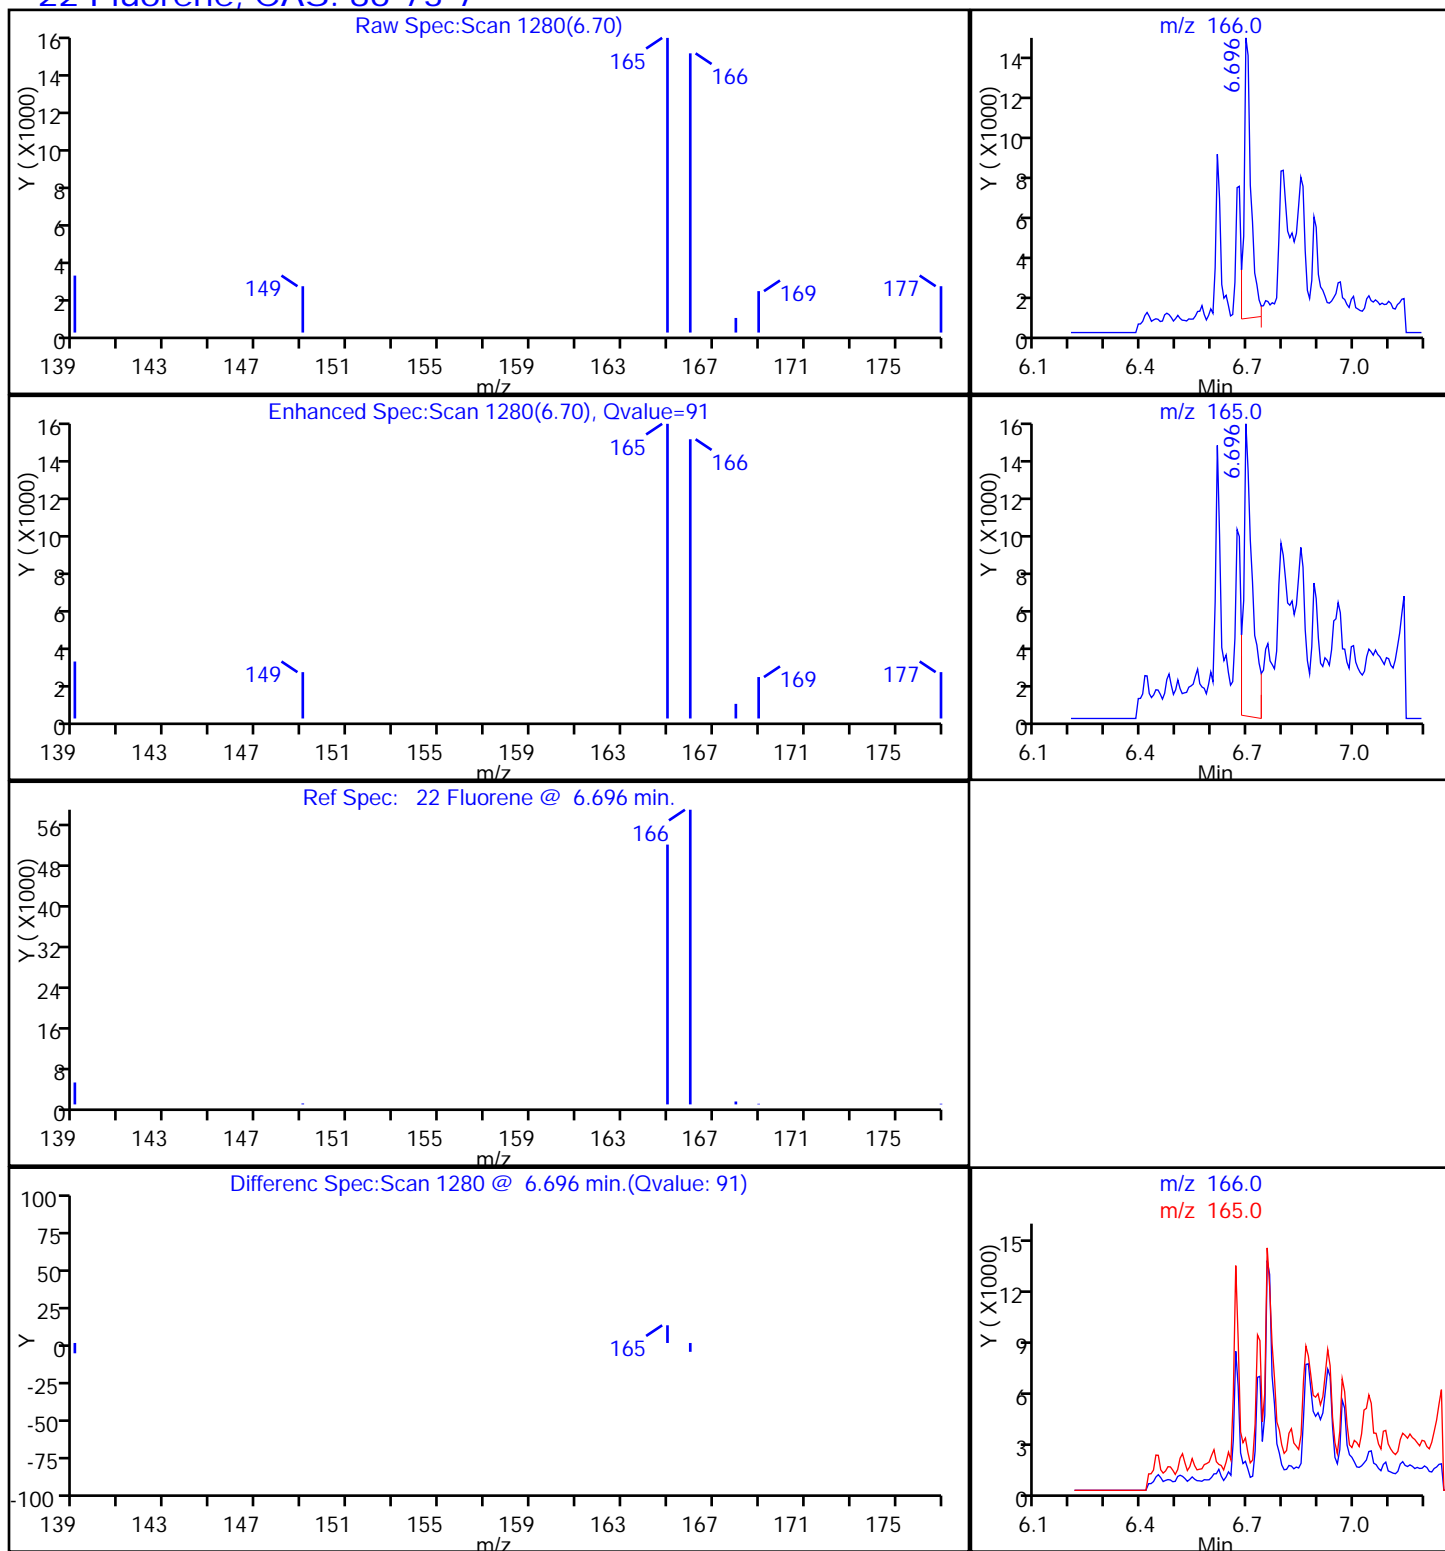 22 Fluorene, CAS: 86-73-7
Raw Spec:Scan 1280(6.70)
Y ( X1000)
16
14
12
10
8
6
4
2
0
165
166
149
169
177
139 143 147 151 155 159 163 167 171 175
m/z
m/z 166.0
Y ( X1000)
14
12
10
8
6
4
2
0
6.696
6.1 6.4 6.7 7.0
Min
Enhanced Spec:Scan 1280(6.70), Qvalue=91
Y ( X1000)
16
14
12
10
8
6
4
2
0
165
166
149
169
177
139 143 147 151 155 159 163 167 171 175
m/z
m/z 165.0
Y ( X1000)
16
14
12
10
8
6
4
2
0
6.696
6.1 6.4 6.7 7.0
Min
Ref Spec: 22 Fluorene @ 6.696 min.
Y ( X1000)
56
48
40
32
24
16
8
0
166
139 143 147 151 155 159 163 167 171 175
m/z
Differenc Spec:Scan 1280 @ 6.696 min.(Qvalue: 91)
Y
100
75
50
25
0
-25
-50
-75
-100
165
139 143 147 151 155 159 163 167 171 175
m/z
m/z 166.0
m/z 165.0
Y ( X1000)
15
12
9
6
3
0
6.1 6.4 6.7 7.0
Min